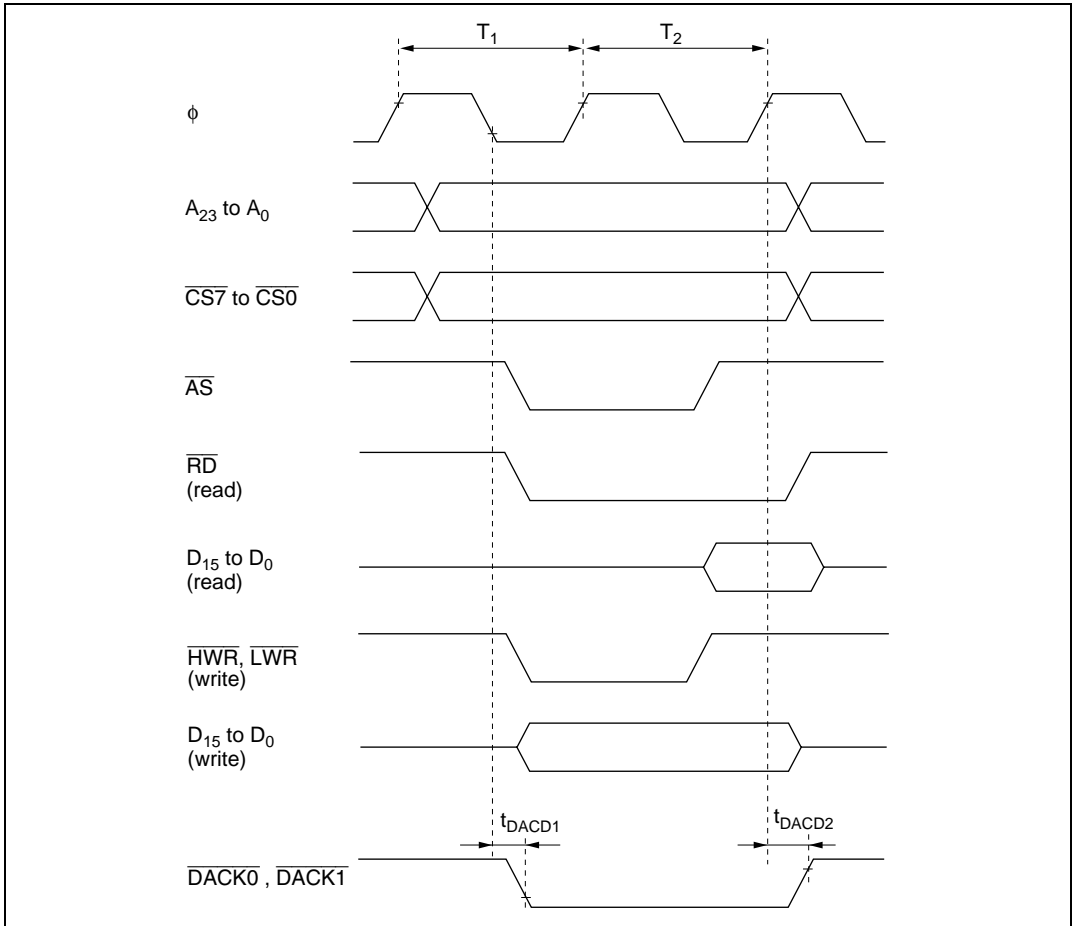 T1 T2
ϕ
A23 to A0
CS7 to CS0
AS
RD
(read)
D15 to D0
(read)
HWR, LWR
(write)
D15 to D0
(write)
tDACD1 tDACD2
DACK0 , DACK1